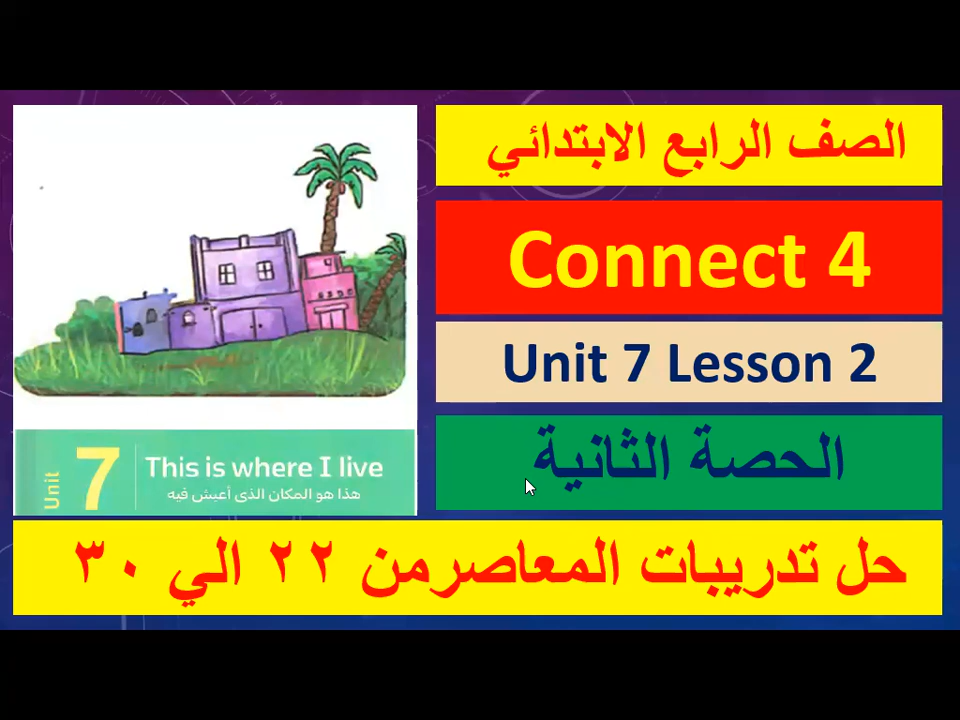 الصف الرابع الابتدائي
Connect 4
Unit 7 Lesson 2
الحصة الثانية
Unit 7
This is where I live
هذا هو المكان الذى أعيش فيه
حل تدريبات المعاصرمن ٢٢ الي ٣٠